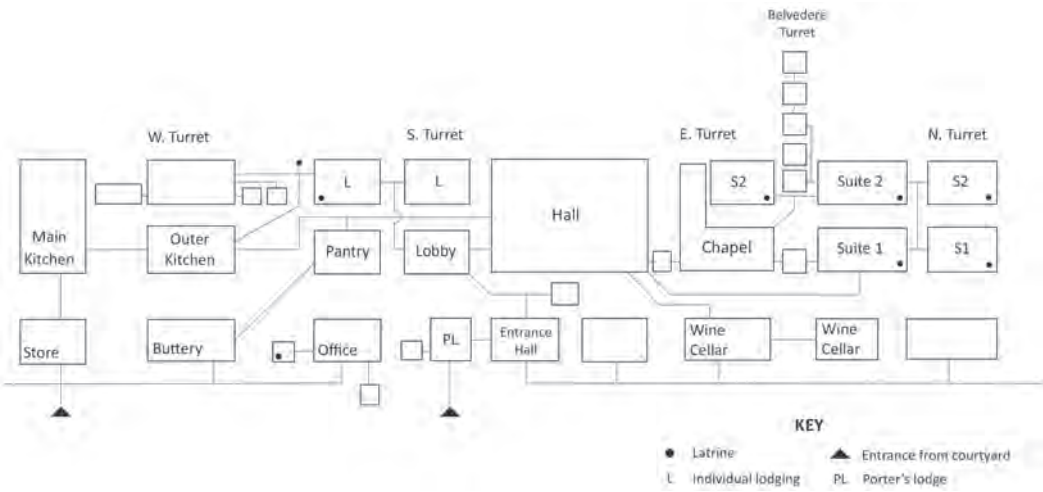 Belvedere
Turret
W. Turret
S. Turret
E. Turret
N. Turret
L
L
S2
Suite 2
S2
Hall
Main
Kitchen
Outer
Kitchen
Pantry
Lobby
Chapel
Suite 1
S1
Store
Buttery
Office
PL
Entrance
Hall
Wine
Cellar
Wine
Cellar
KEY
Latrine
Entrance from courtyard
L Individual lodging
PL Porter's lodge